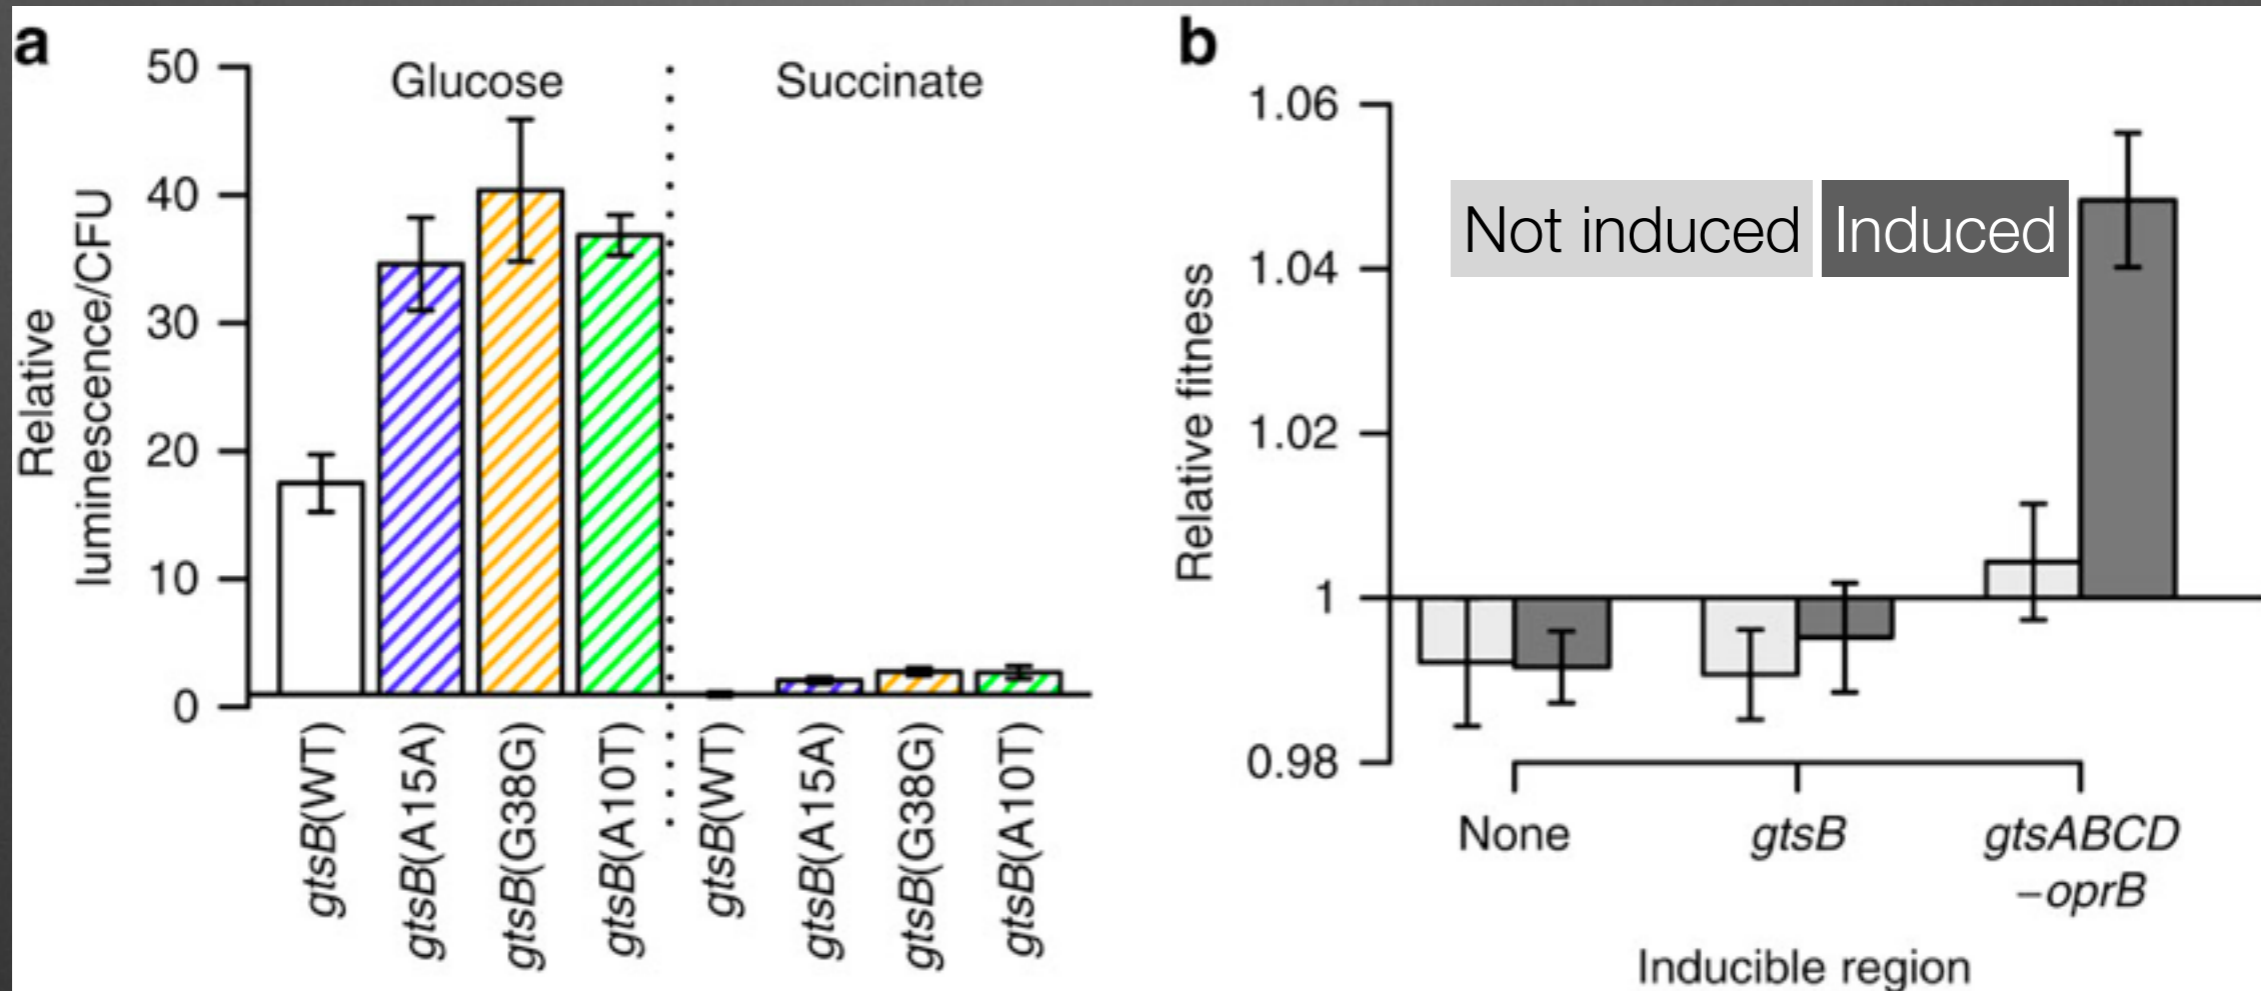 a
50
40
30
20
10
0
Relative
luminescence/CFU
Glucose
Succinate
gtsB(WT)
gtsB(A15A)
gtsB(G38G)
gtsB(A10T)
gtsB(WT)
gtsB(A15A)
gtsB(G38G)
gtsB(A10T)
b
1.06
1.04
1.02
1
0.98
Relative fitness
Not induced
Induced
None
gtsB
gtsABCD
–oprB
Inducible region